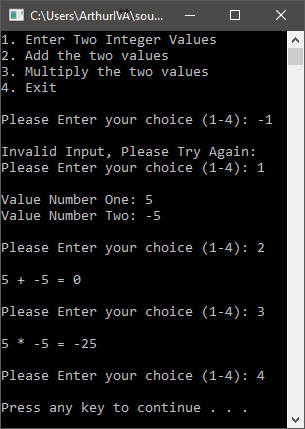 C:\Users\ArthurlVA\sou...
1. Enter Two Integer Values
2. Add the two values
3. Multiply the two values
4. Exit
Please Enter your choice (1-4): -1
Invalid Input, Please Try Again:
Please Enter your choice (1-4): 1
Value Number One: 5
Value Number Two: -5
Please Enter your choice (1-4): 2
5 + -5 = 0
Please Enter your choice (1-4): 3
5 * -5 = -25
Please Enter your choice (1-4): 4
Press any key to continue . . .